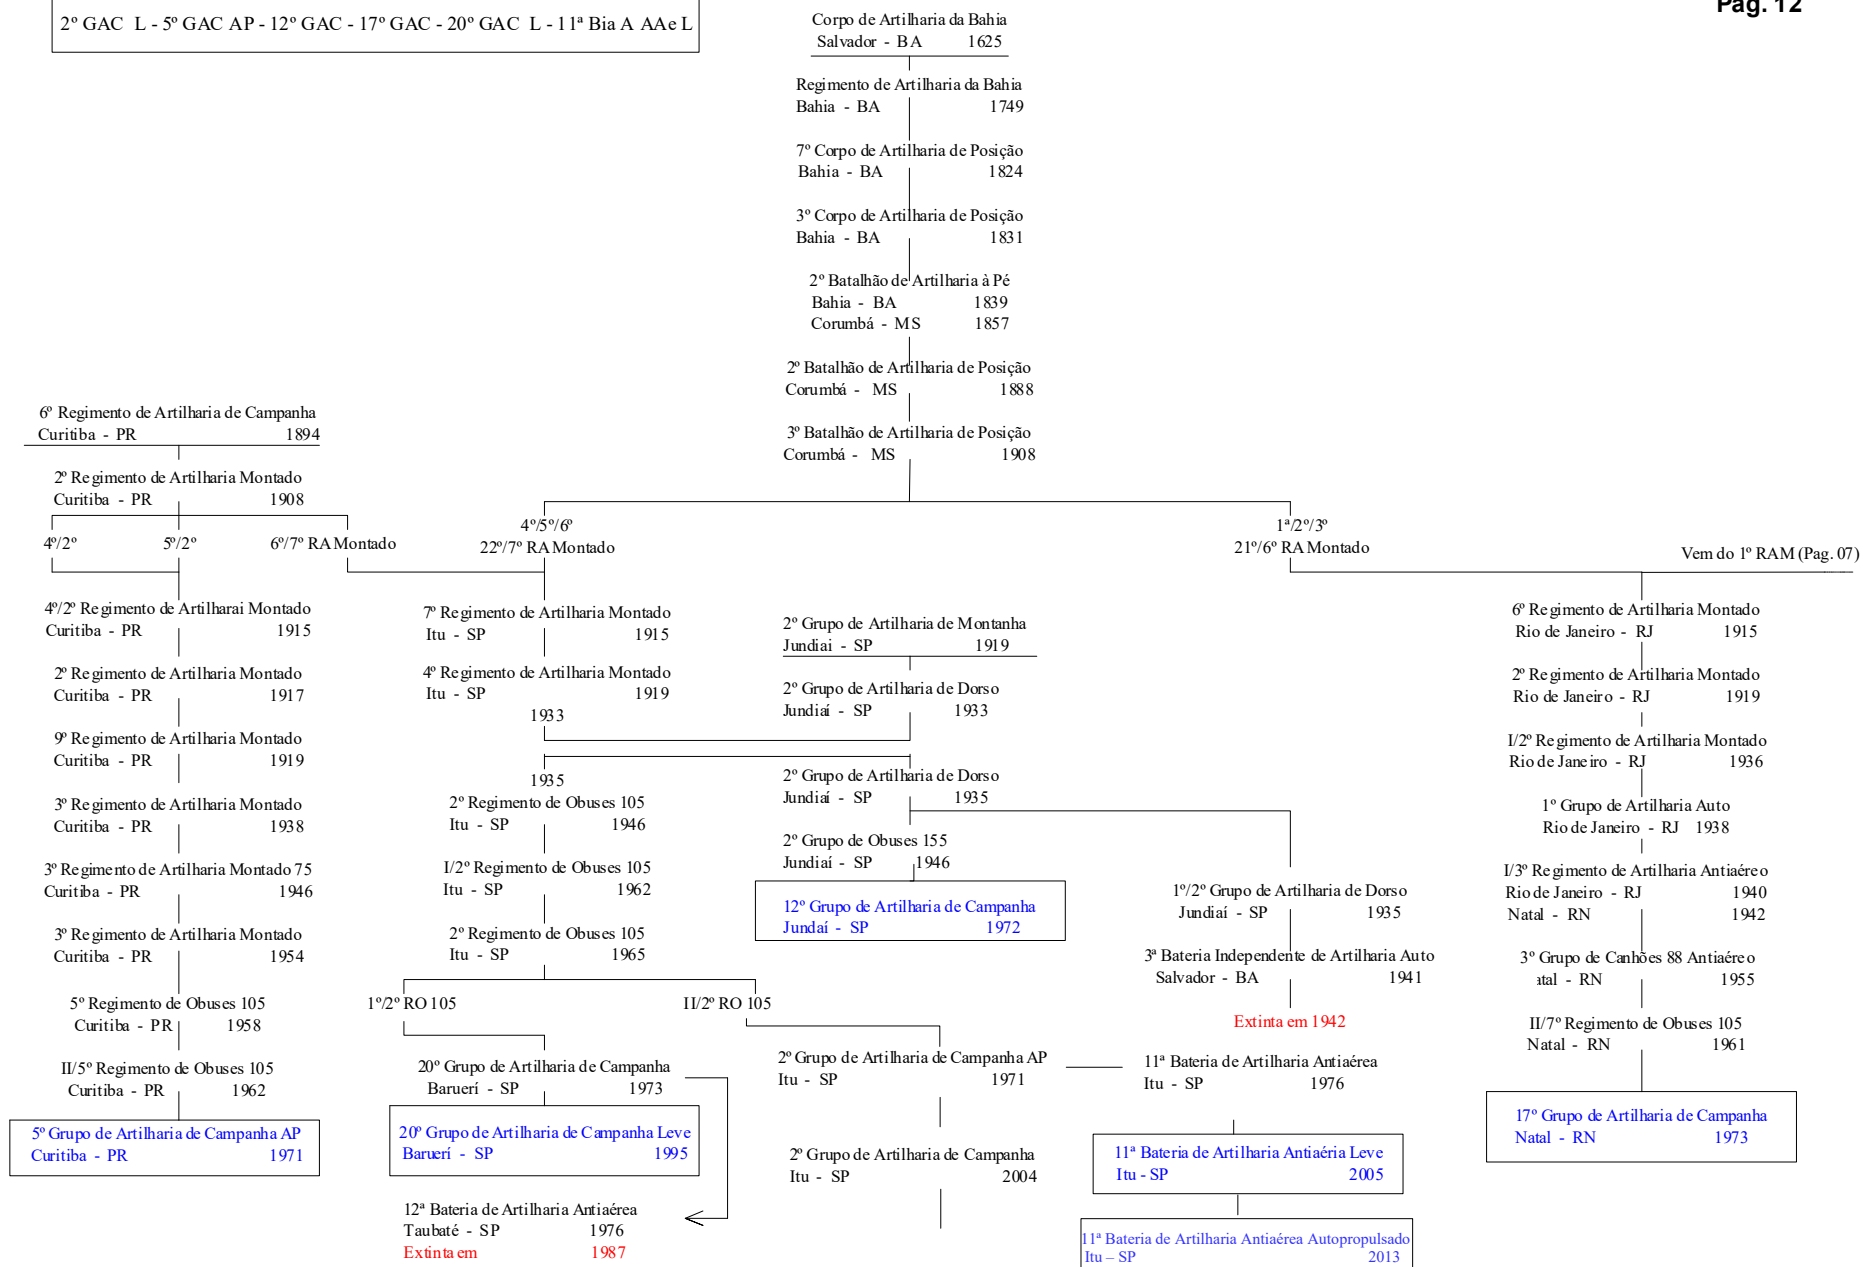 Pag. 12
2º GAC L - 5º GAC AP - 12º GAC - 17º GAC - 20º GAC L - 11ª Bia A AAe L
Corpo de Artilharia da Bahia
Salvador - BA 1625
Regimento de Artilharia da Bahia
Bahia - BA 1749
7º Corpo de Artilharia de Posição
Bahia - BA 1824
3º Corpo de Artilharia de Posição
Bahia - BA 1831
2º Batalhão de Artilharia à Pé
Bahia - BA 1839
Corumbá - MS 1857
2º Batalhão de Artilharia de Posição
Corumbá - MS 1888
3º Batalhão de Artilharia de Posição
Corumbá - MS 1908
6º Regimento de Artilharia de Campanha
Curitiba - PR 1894
2º Regimento de Artilharia Montado
Curitiba - PR 1908
4º/2º
5º/2º
6º/7º RA Montado
4º/5º/6º
22º/7º RA Montado
1ª/2º/3º
21º/6º RA Montado
Vem do 1º RAM (Pag. 07)
4º/2º Regimento de Artilharai Montado
Curitiba - PR 1915
2º Regimento de Artilharia Montado
Curitiba - PR 1917
9º Regimento de Artilharia Montado
Curitiba - PR 1919
3º Regimento de Artilharia Montado
Curitiba - PR 1938
3º Regimento de Artilharia Montado 75
Curitiba - PR 1946
3º Regimento de Artilharia Montado
Curitiba - PR 1954
5º Regimento de Obuses 105
Curitiba - PR 1958
II/5º Regimento de Obuses 105
Curitiba - PR 1962
5º Grupo de Artilharia de Campanha AP
Curitiba - PR 1971
7º Regimento de Artilharia Montado
Itu - SP 1915
4º Regimento de Artilharia Montado
Itu - SP 1919
1933
1935
2º Regimento de Obuses 105
Itu - SP 1946
I/2º Regimento de Obuses 105
Itu - SP 1962
2º Regimento de Obuses 105
Itu - SP 1965
1º/2º RO 105
II/2º RO 105
20º Grupo de Artilharia de Campanha
Baruerí - SP 1973
20º Grupo de Artilharia de Campanha Leve
Baruerí - SP 1995
12ª Bateria de Artilharia Antiaérea
Taubaté - SP 1976
Extinta em 1987
2º Grupo de Artilharia de Montanha
Jundiai - SP 1919
2º Grupo de Artilharia de Dorso
Jundiaí - SP 1933
2º Grupo de Artilharia de Dorso
Jundiaí - SP 1935
2º Grupo de Obuses 155
Jundiaí - SP 1946
12º Grupo de Artilharia de Campanha
Jundaí - SP 1972
2º Grupo de Artilharia de Campanha AP
Itu - SP 1971
2º Grupo de Artilharia de Campanha
Itu - SP 2004
1º/2º Grupo de Artilharia de Dorso
Jundiaí - SP 1935
3ª Bateria Independente de Artilharia Auto
Salvador - BA 1941
Extinta em 1942
11ª Bateria de Artilharia Antiaérea
Itu - SP 1976
11ª Bateria de Artilharia Antiaéria Leve
Itu - SP 2005
11ª Bateria de Artilharia Antiaérea Autopropulsado
Itu – SP 2013
6º Regimento de Artilharia Montado
Rio de Janeiro - RJ 1915
2º Regimento de Artilharia Montado
Rio de Janeiro - RJ 1919
I/2º Regimento de Artilharia Montado
Rio de Janeiro - RJ 1936
1º Grupo de Artilharia Auto
Rio de Janeiro - RJ 1938
I/3º Regimento de Artilharia Antiaéreo
Rio de Janeiro - RJ 1940
Natal - RN 1942
3º Grupo de Canhões 88 Antiaéreo
atal - RN 1955
II/7º Regimento de Obuses 105
Natal - RN 1961
17º Grupo de Artilharia de Campanha
Natal - RN 1973